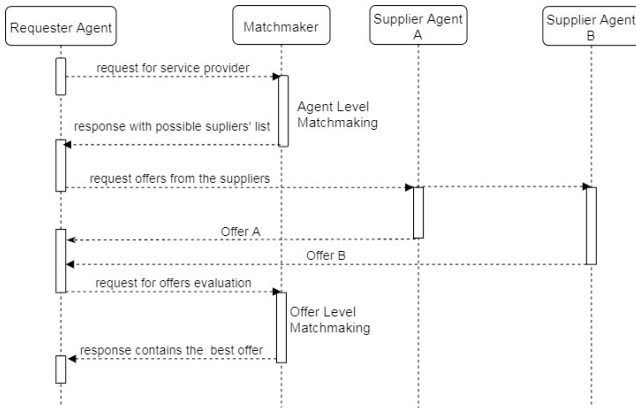 Requester Agent
Matchmaker
Supplier Agent
A
Supplier Agent
B
request for service provider
Agent Level
Matchmaking
response with possible supliers' list
request offers from the suppliers
Offer A
Offer B
request for offers evaluation
Offer Level
Matchmaking
response contains the best offer